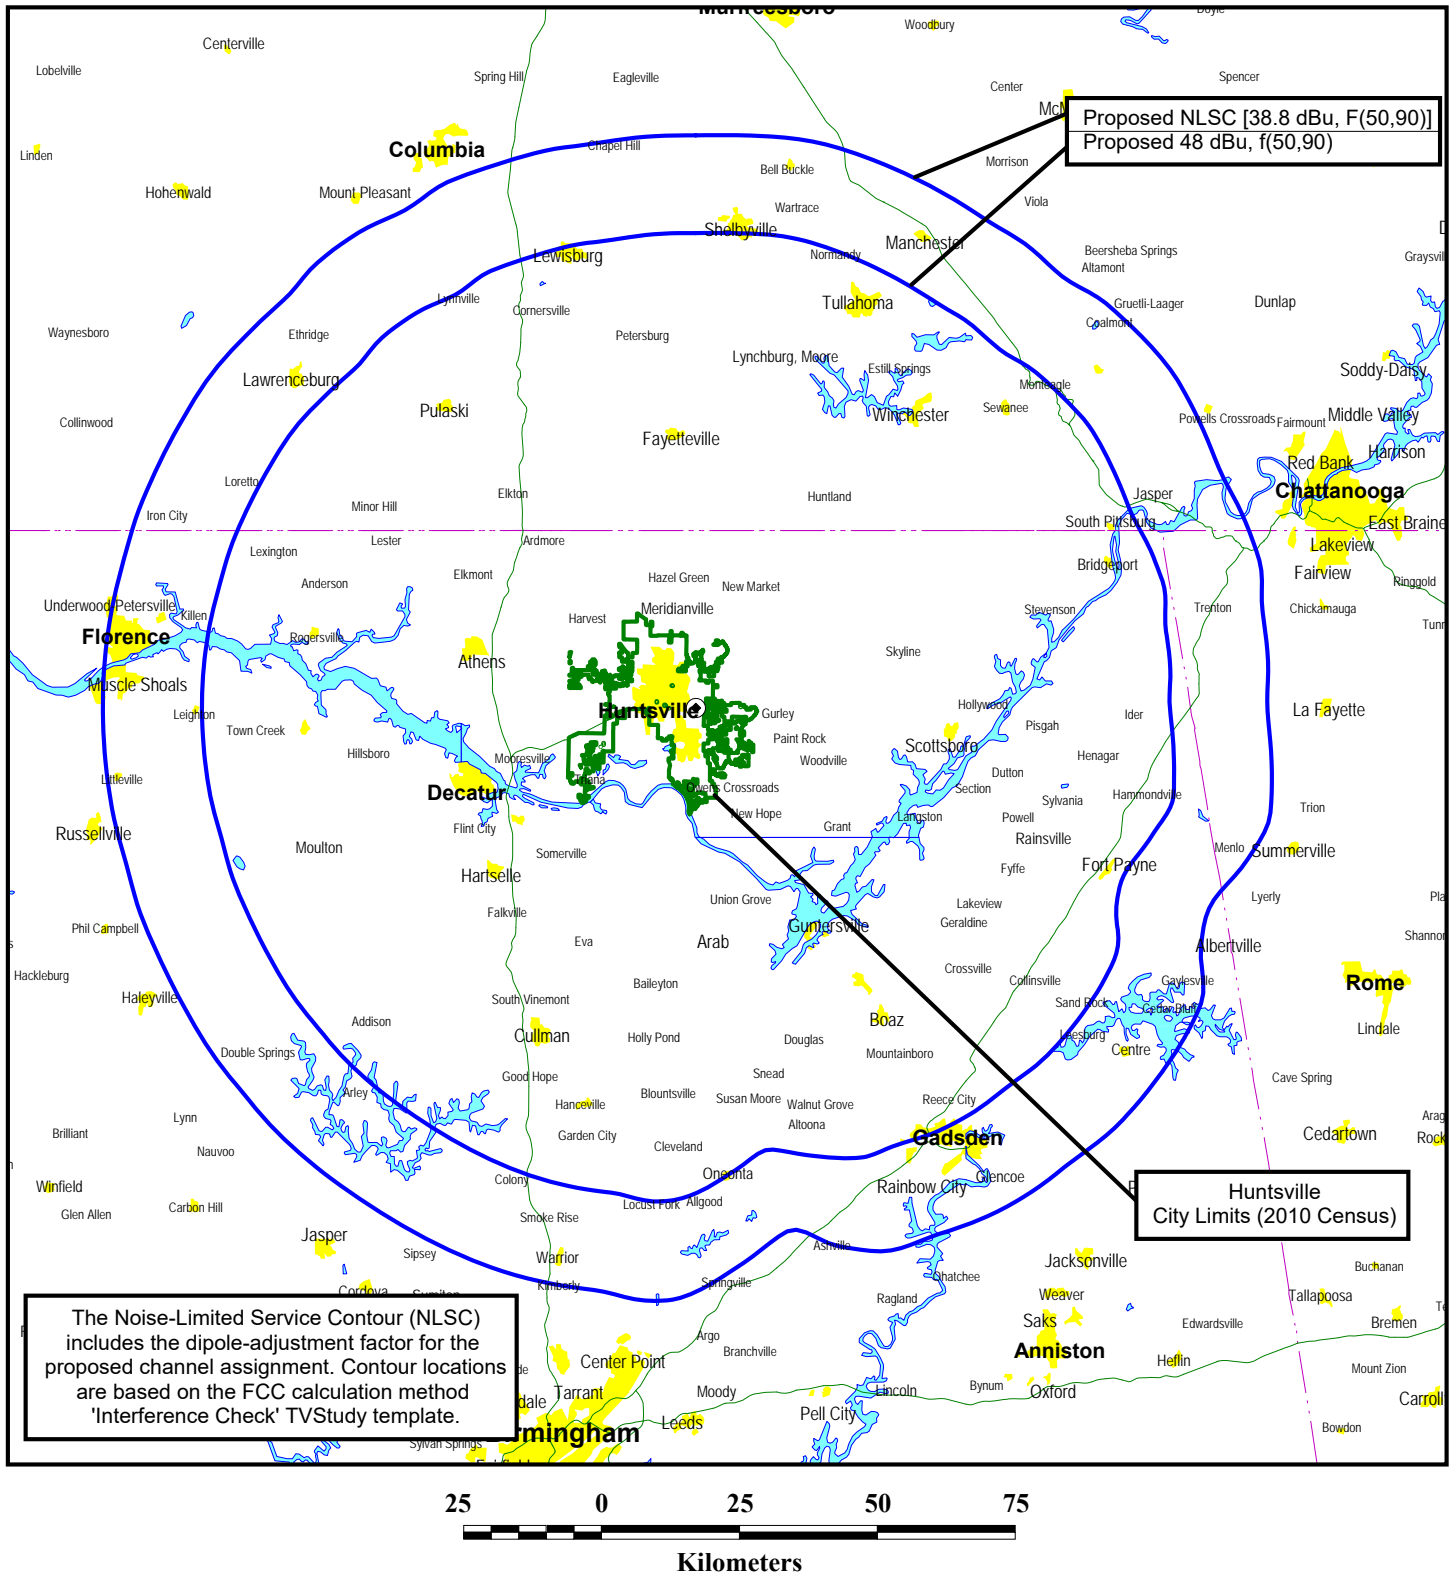 Murfreesboro
Woodbury
Doyle
Centerville
Lobelville
Spring Hill
Eagleville
Spencer
Center
Proposed NLSC [38.8 dBu, F(50,90)]
Proposed 48 dBu, f(50,90)
Columbia
Chapel Hill
Linden
Bell Buckle
Morrison
Hohenwald
Mount Pleasant
Viola
Wartrace
Shelbyville
Manchester
Lewisburg
Normandy
Beersheba Springs
Altamont
Lynnville
Cornersville
Tullahoma
Gruetli-Laager
Dunlap
Coalmont
Waynesboro
Ethridge
Petersburg
Lynchburg, Moore
Estill Springs
Soddy-Daisy
Lawrenceburg
Monteagle
Pulaski
Winchester
Sewanee
Powells Crossroads
Fairmount
Middle Valley
Collinwood
Fayetteville
Harrison
Red Bank
Loretto
Elkton
Huntland
Jasper
Chattanooga
Iron City
Minor Hill
South Pittsburg
East Braine
Lexington
Lester
Ardmore
Lakeview
Bridgeport
Fairview
Anderson
Elkmont
Hazel Green
New Market
Ringgold
Underwood-Petersville
Killen
Meridianville
Stevenson
Trenton
Chickamauga
Harvest
Florence
Rogersville
Athens
Skyline
Muscle Shoals
Huntsville
Gurley
Hollywood
Pisgah
Ider
La Fayette
Leighton
Town Creek
Hillsboro
Mooresville
Paint Rock
Woodville
Scottsboro
Henagar
Littleville
Triana
Decatur
Owens Crossroads
Dutton
Section
Sylvania
Hammondville
Trion
Russellville
Flint City
New Hope
Grant
Langston
Powell
Rainsville
Moulton
Somerville
Menlo
Summerville
Hartselle
Fyffe
Fort Payne
Falkville
Union Grove
Lakeview
Lyerly
Phil Campbell
Guntersville
Geraldine
Eva
Arab
Albertville
Hackleburg
Crossville
Haleyville
Baileyton
Collinsville
Gaylesville
Rome
South Vinemont
Sand Rock
Cedar Bluff
Addison
Cullman
Holly Pond
Douglas
Boaz
Leesburg
Lindale
Double Springs
Mountainboro
Centre
Good Hope
Snead
Cave Spring
Arley
Hanceville
Blountsville
Susan Moore
Walnut Grove
Reece City
Lynn
Altoona
Brilliant
Garden City
Gadsden
Cedartown
Nauvoo
Cleveland
Colony
Oneonta
Glencoe
Winfield
Rainbow City
Carbon Hill
Glen Allen
Locust Fork
Allgood
Huntsville
City Limits (2010 Census)
Smoke Rise
Jasper
Sipsey
Warrior
Ashville
Jacksonville
Kimberly
Springville
Ohatchee
Buchanan
Cordova
Sumiton
Ragland
Weaver
Tallapoosa
Saks
Edwardsville
Bremen
The Noise-Limited Service Contour (NLSC)
includes the dipole-adjustment factor for the
proposed channel assignment. Contour locations
are based on the FCC calculation method
'Interference Check' TVStudy template.
Argo
Branchville
Anniston
Center Point
Heflin
Mount Zion
Tarrant
Moody
Lincoln
Bynum
Oxford
Leeds
Pell City
Bowdon
Sylvan Springs
25 0 25 50 75
Kilometers